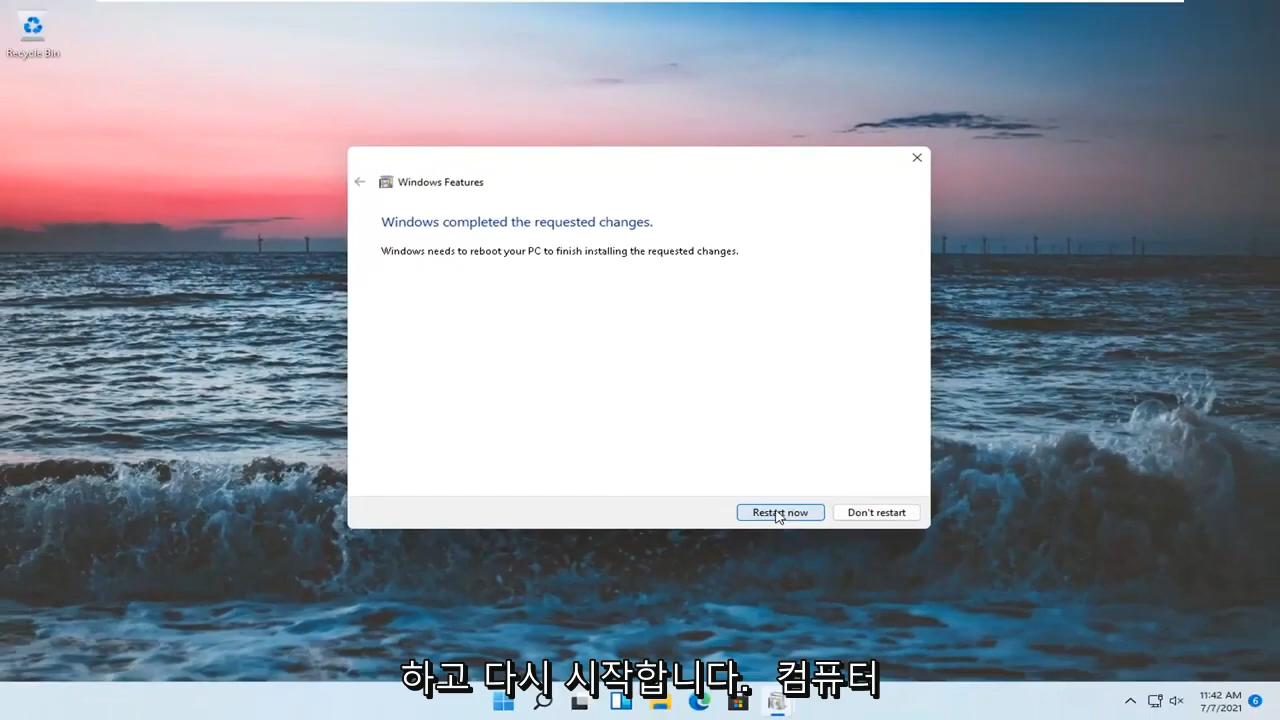 Recycle Bin
Windows Features
Windows completed the requested changes.
Windows needs to reboot your PC to finish installing the requested changes.
Restart now
Don't restart
하고 다시 시작합니다. 컴퓨터
11:42 AM
7/7/2021
6